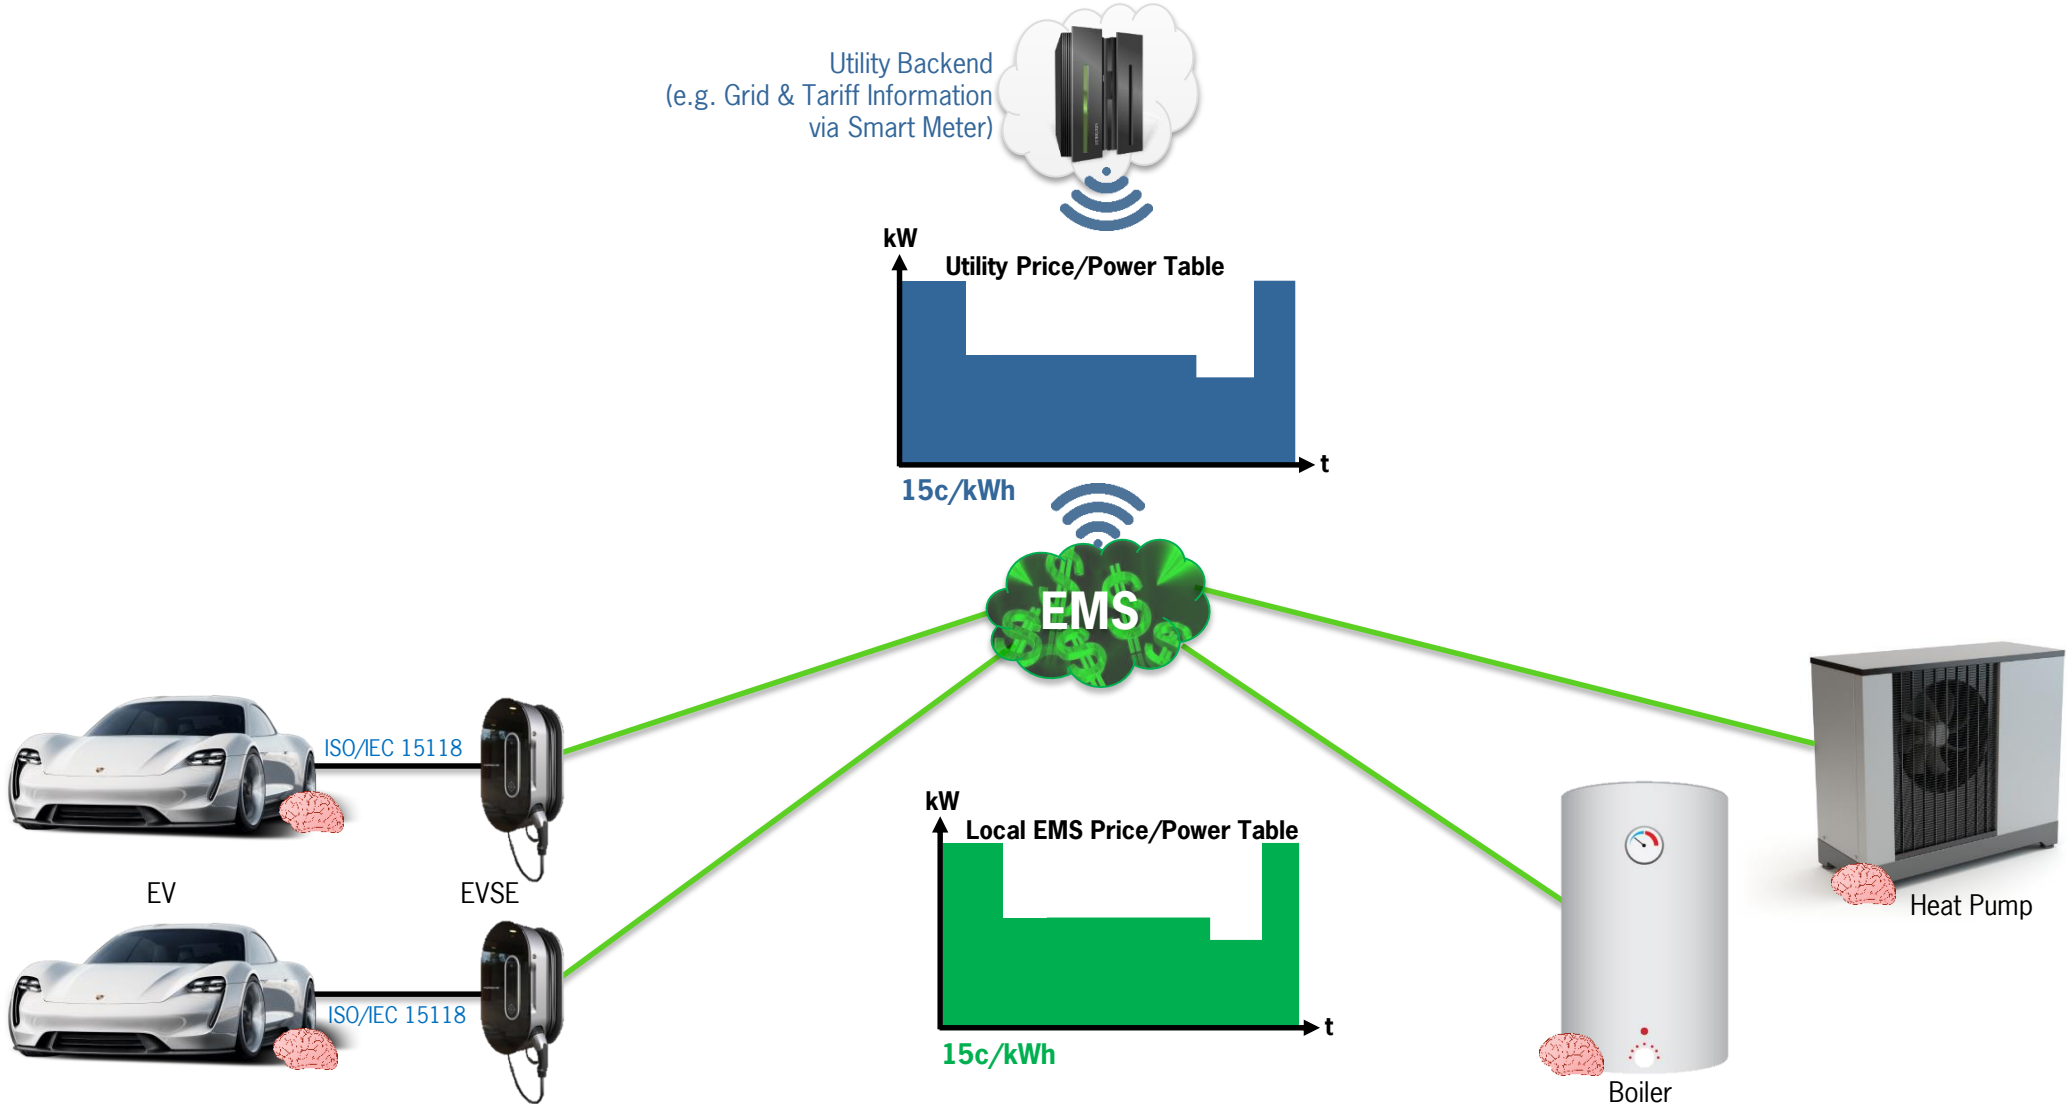 Utility Backend
(e.g. Grid & Tariff Information
via Smart Meter)
kW
Utility Price/Power Table
t
15c/kWh
EMS
ISO/IEC 15118
EV
EVSE
ISO/IEC 15118
kW
Local EMS Price/Power Table
t
15c/kWh
Heat Pump
Boiler